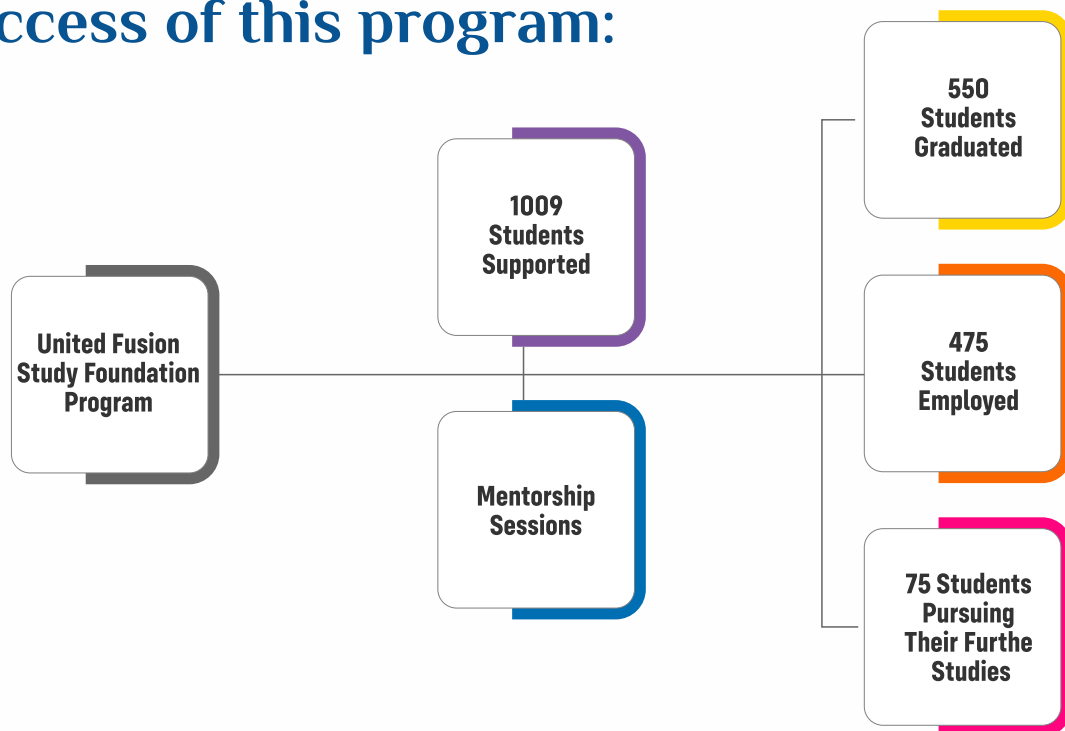 ccess of this program:
United Fusion
Study Foundation
Program
1009
Students
Supported
Mentorship
Sessions
550
Students
Graduated
475
Students
Employed
75 Students
Pursuing
Their Furthe
Studies